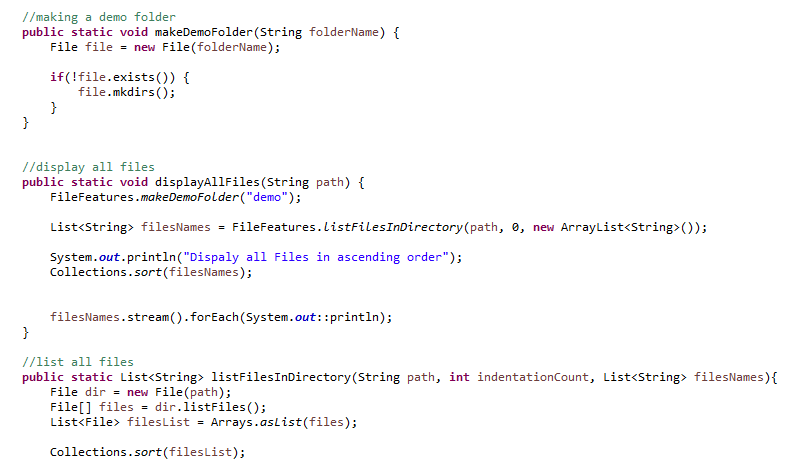 //making a demo folder
public static void makeDemoFolder(String folderName) {
    File file = new File(folderName);
    if(!file.exists()) {
        file.mkdirs();
    }
}
//display all files
public static void displayAllFiles(String path) {
    FileFeatures.makeDemoFolder("demo");
    List<String> filesNames = FileFeatures.listFilesInDirectory(path, 0, new ArrayList<String>());
    System.out.println("Dispaly all Files in ascending order");
    Collections.sort(filesNames);
    filesNames.stream().forEach(System.out::println);
}
//list all files
public static List<String> listFilesInDirectory(String path, int indentationCount, List<String> filesNames){
    File dir = new File(path);
    File[] files = dir.listFiles();
    List<File> filesList = Arrays.asList(files);
    Collections.sort(filesList);